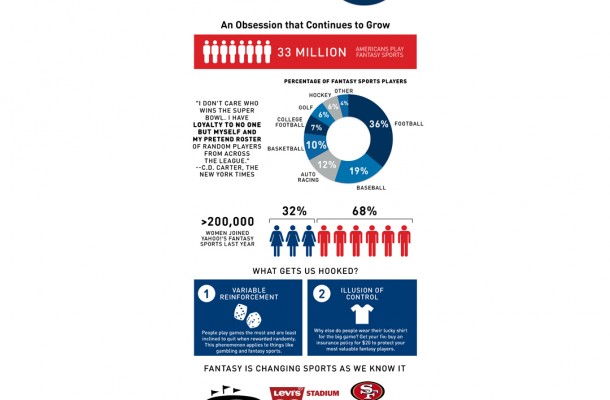 An Obsession that Continues to Grow
33 MILLION
AMERICANS PLAY
FANTASY SPORTS
PERCENTAGE OF FANTASY SPORTS PLAYERS
"I DON'T CARE WHO
WINS THE SUPER
BOWL. I HAVE
LOYALTY TO NO ONE
BUT MYSELF AND
MY PRETEND ROSTER
OF RANDOM PLAYERS
FROM ACROSS
THE LEAGUE."
--C.D. CARTER, THE
NEW YORK TIMES
OTHER
4%
HOCKEY
6%
GOLF
6%
COLLEGE
FOOTBALL
7%
BASKETBALL
10%
AUTO
RACING
12%
19%
BASEBALL
36%
FOOTBALL
>200,000
WOMEN JOINED
YAHOO!'S FANTASY
SPORTS LAST YEAR
32%
68%
WHAT GETS US HOOKED?
1
VARIABLE
REINFORCEMENT
People play games the most and are least
inclined to quit when rewarded randomly.
This phenomenon applies to things like
gambling and fantasy sports.
2
ILLUSION OF
CONTROL
Why else do people wear their lucky shirt
for the big game? Got your fix: buy an
insurance policy for $20 to protect your
most valuable fantasy players.
FANTASY IS CHANGING SPORTS AS WE KNOW IT
LEVI'S STADIUM
SF